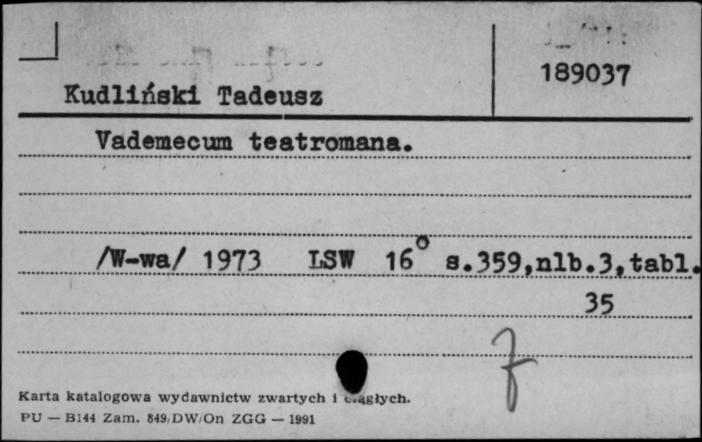 189037
Kudliński Tadeusz
Vademecum teatromana.
/W-wa/ 1973 LSW 16° s.359,nlb.3,tabl.
35
Karta katalogowa wydawnictw zwartych i ciągłych.
PU — B144 Zam. 849/DW/On ZGG — 1991